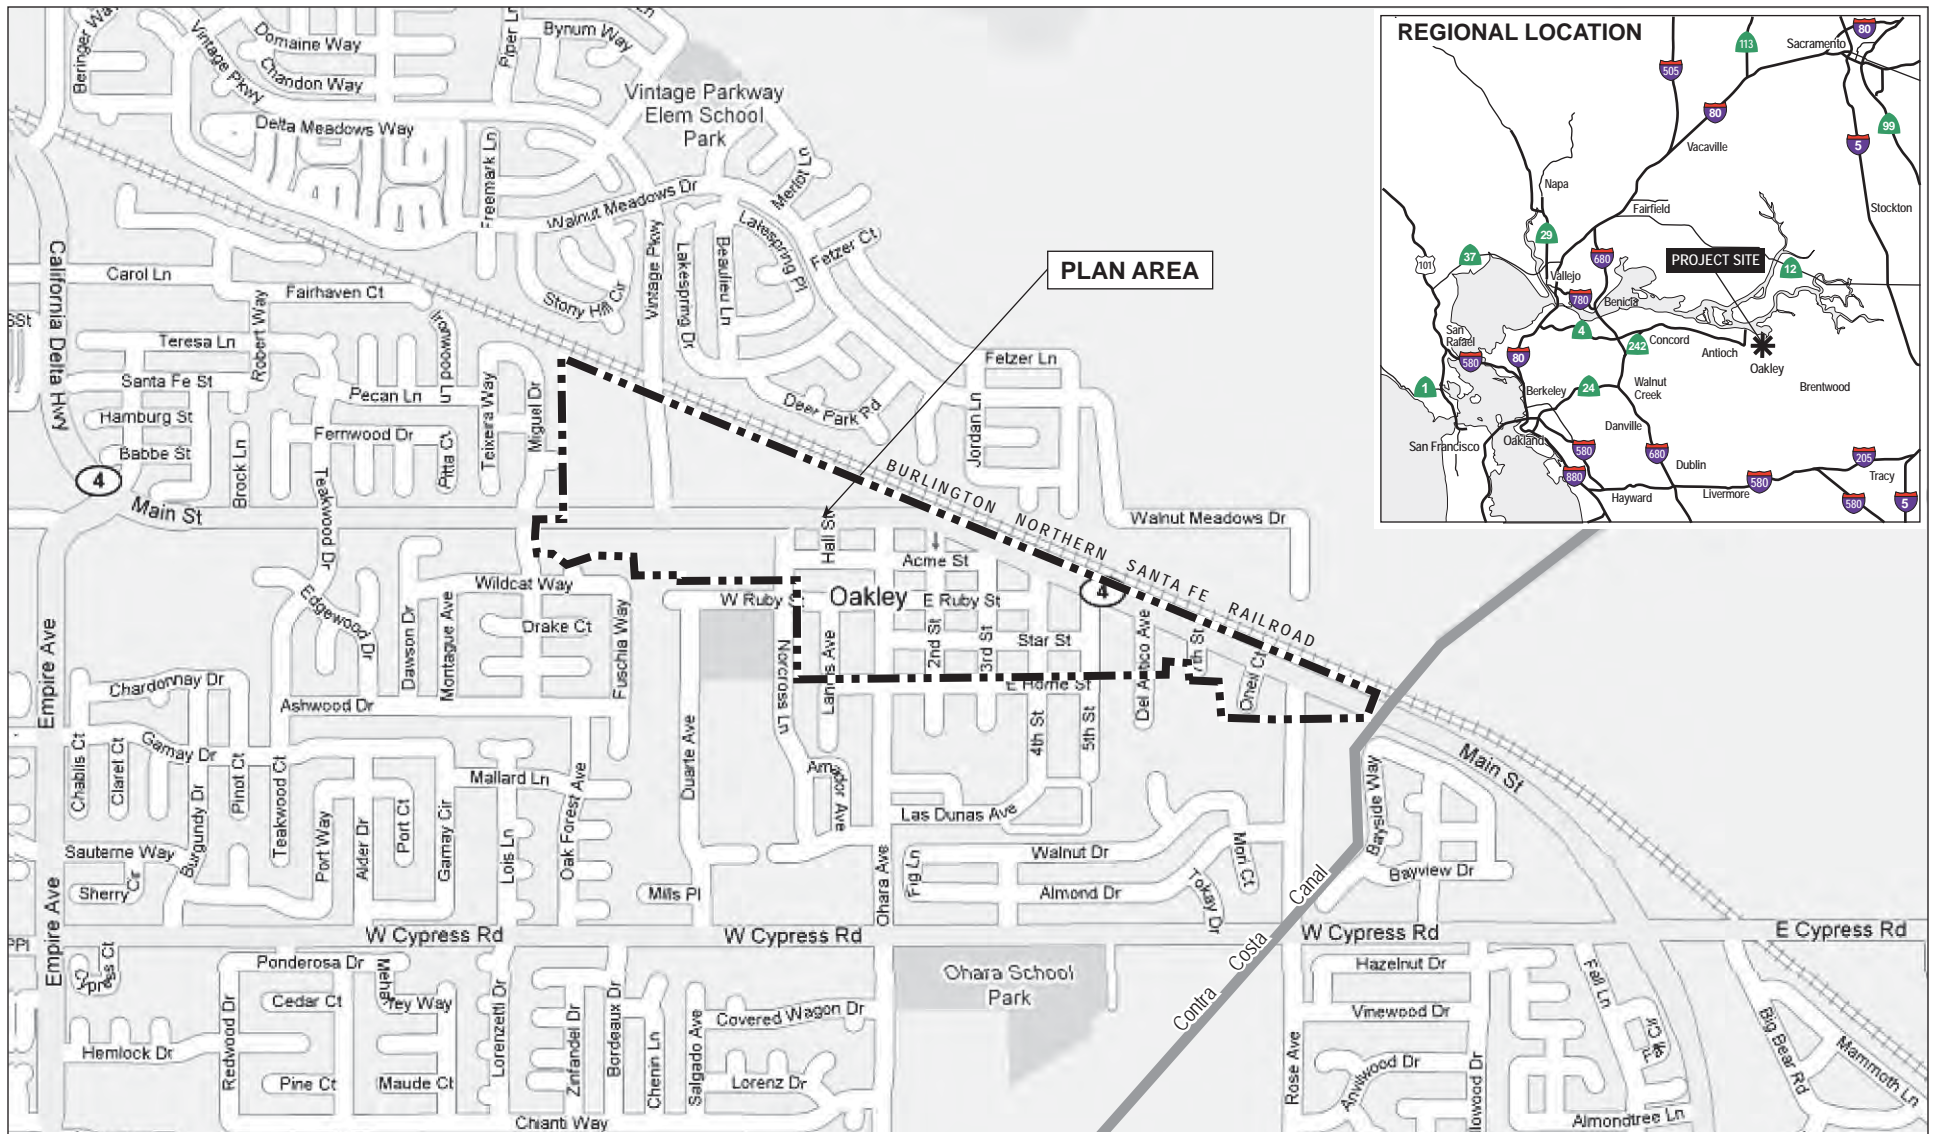 Beringer Wa
Vintage Pkwy
Domaine Way
Chandon Way
Piper Ln
Bynum Way
Delta Meadows Way
Freemark Ln
Vintage Parkway
Elem School
Park
Merlot Ln
Walnut Meadows Dr
Lakespring Pl
Fetzer Ct
California Delta Hwy
Carol Ln
Fairhaven Ct
Stony Hill Cir
Vintage Pkwy
Lakespring Dr
Beaulieu Ln
PLAN AREA
SSt
Teresa Ln
Robert Way
Ironwood Ln
Santa Fe St
Pecan Ln
Hamburg St
Babbe St
Brock Ln
Fernwood Dr
Pitta Ct
Teixeira Way
Miguel Dr
Deer Park Rd
Fetzer Ln
Jordan Ln
4
Main St
Teakwood Dr
BURLINGTON NORTHERN SANTA FE RAILROAD
Walnut Meadows Dr
Hall St
Acme St
Wildcat Way
W Ruby St
Oakley
E Ruby St
4
Edgewood Dr
Dawson Dr
Montague Ave
Drake Ct
Fuschia Way
Norcross Ln
Lanos Ave
2nd St
3rd St
Star St
Del Antico Ave
7th St
Oneil Ct
Empire Ave
Chardonnay Dr
Ashwood Dr
E Home St
4th St
5th St
Duarte Ave
Chablis Ct
Claret Ct
Gamay Dr
Pinot Ct
Teakwood Ct
Mallard Ln
Oak Forest Ave
Amador Ave
Las Dunas Ave
Bayside Way
Main St
Burgundy Dr
Port Way
Alder Dr
Port Ct
Gamay Cir
Lois Ln
Sauterne Way
Sherry Cir
Mills Pl
Ohara Ave
Fig Ln
Walnut Dr
Almond Dr
Tokay Dr
Mori Ct
Bayview Dr
Contra Costa Canal
Empire Ave
PPl
W Cypress Rd
W Cypress Rd
W Cypress Rd
E Cypress Rd
Cypress Ct
Ponderosa Dr
Cedar Ct
Hemlock Dr
Redwood Dr
Pine Ct
Maude Ct
Lorenzetti Dr
Zinfandel Dr
Bordeaux Dr
Chenin Ln
Salgado Ave
Covered Wagon Dr
Lorenz Dr
Chianti Way
Ohara School
Park
Rose Ave
Hazelnut Dr
Vinewood Dr
Fall Ln
Almondtree Ln
Big Bear Rd
Mammoth Ln
REGIONAL LOCATION
80
113
Sacramento
505
80
99
5
Vacaville
Napa
Fairfield
Stockton
29
37
101
680
PROJECT SITE
12
Vallejo
780
Benicia
San
Rafael
4
242
Concord
Antioch
Oakley
580
80
1
Berkeley
24
Walnut
Creek
Brentwood
Danville
San Francisco
Oakland
580
680
Dublin
205
Tracy
880
Hayward
Livermore
580
580
5